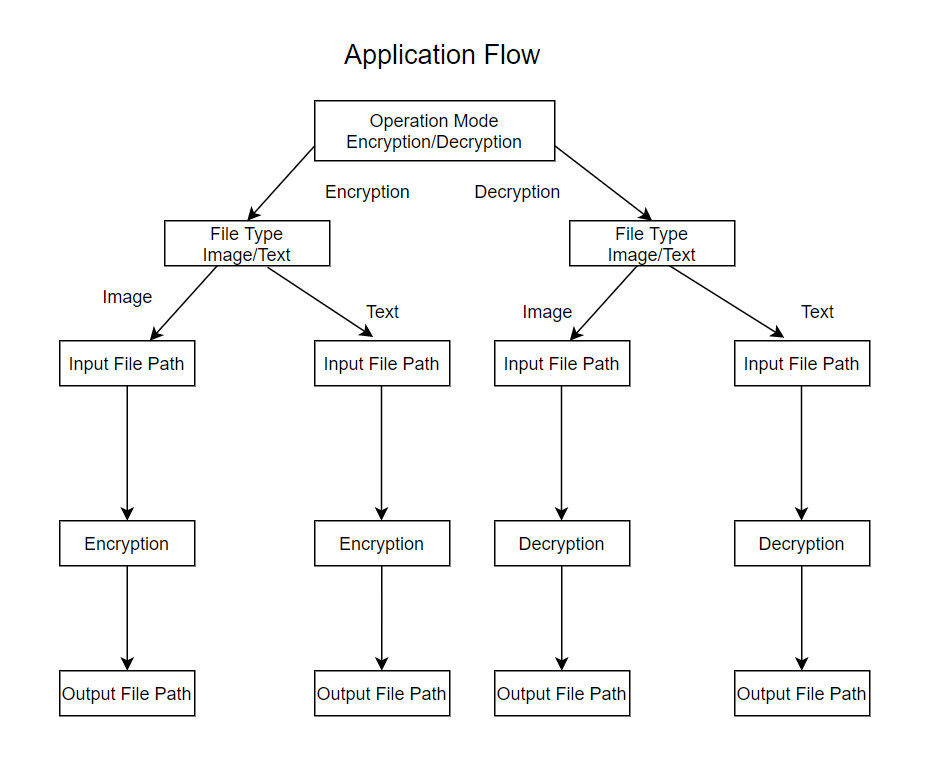 Application Flow
Operation Mode
Encryption/Decryption
Encryption
Decryption
File Type
Image/Text
File Type
Image/Text
Image
Text
Image
Text
Input File Path
Input File Path
Input File Path
Input File Path
Encryption
Encryption
Decryption
Decryption
Output File Path
Output File Path
Output File Path
Output File Path